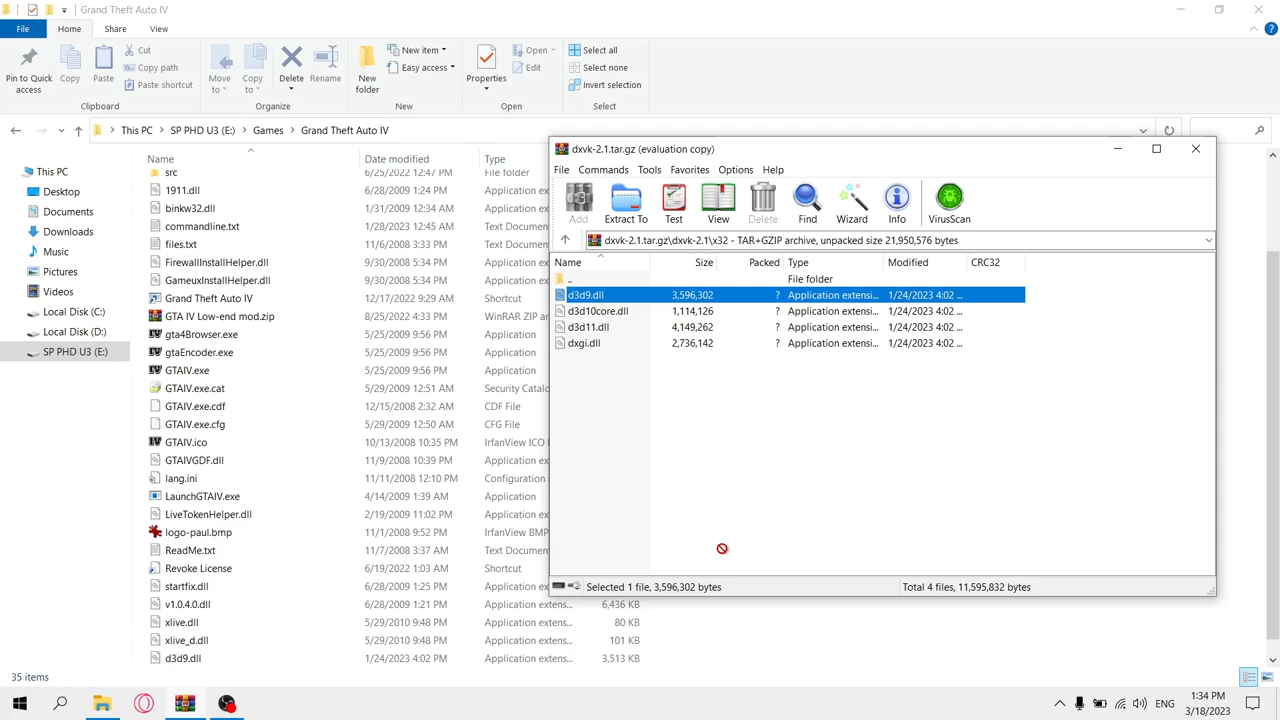 Grand Theft Auto IV
File
Home
Share
View
Pin to Quick access
Copy
Paste
Cut
Copy path
Paste shortcut
Move to
Copy to
Delete
Rename
New folder
New item
Easy access
Properties
Open
Edit
Select all
Select none
Invert selection
Clipboard
Organize
New
Open
Select
This PC
SP PHD U3 (E:)
Games
Grand Theft Auto IV
This PC
Desktop
Documents
Downloads
Music
Pictures
Videos
Local Disk (C:)
Local Disk (D:)
SP PHD U3 (E:)
Name Date modified Type
src 6/25/2022 12:47 PM File folder
1911.dll 6/28/2009 1:24 PM Application exten
binkw32.dll 1/31/2009 12:34 AM Application exten
commandline.txt 1/28/2023 12:45 AM Text Documen
files.txt 11/6/2008 3:33 PM Text Documen
FirewallInstallHelper.dll 9/30/2008 5:34 PM Application exten
GameuxInstallHelper.dll 9/30/2008 5:34 PM Application exten
Grand Theft Auto IV 12/17/2022 9:29 AM Shortcut
GTA IV Low-end mod.zip 8/25/2022 4:33 PM WinRAR ZIP ar
gta4Browser.exe 5/25/2009 9:56 PM Application
gtaEncoder.exe 5/25/2009 9:56 PM Application
GTAIV.exe 5/25/2009 9:56 PM Application
GTAIV.exe.cat 5/29/2009 12:51 AM Security Catalo
GTAIV.exe.cdf 12/15/2008 2:32 AM CDF File
GTAIV.exe.cfg 5/29/2009 12:50 AM CFG File
GTAIV.ico 10/13/2008 10:35 PM IrfanView ICO
GTAIVGDF.dll 11/9/2008 10:39 PM Application exten
lang.ini 11/11/2008 12:10 PM Configuration
LaunchGTAIV.exe 4/14/2009 1:39 AM Application
LiveTokenHelper.dll 2/19/2009 11:02 PM Application exten
logo-paul.bmp 11/1/2008 9:52 PM IrfanView BMP
ReadMe.txt 11/7/2008 3:37 AM Text Documen
Revoke License 6/19/2022 1:03 AM Shortcut
startfix.dll 6/28/2009 1:25 PM Application exten
v1.0.4.0.dll 6/28/2009 1:21 PM Application extens... 6,436 KB
xlive.dll 5/29/2010 9:48 PM Application extens... 80 KB
xlive_d.dll 5/29/2010 9:48 PM Application extens... 101 KB
d3d9.dll 1/24/2023 4:02 PM Application extens... 3,513 KB
35 items
dxvk-2.1.tar.gz (evaluation copy)
File Commands Tools Favorites Options Help
Add Extract To Test View Delete Find Wizard Info VirusScan
dxvk-2.1.tar.gz\dxvk-2.1\x32 - TAR+GZIP archive, unpacked size 21,950,576 bytes
Name Size Packed Type Modified CRC32
.. File folder
d3d9.dll 3,596,302 ? Application extensi... 1/24/2023 4:02 ...
d3d10core.dll 1,114,126 ? Application extensi... 1/24/2023 4:02 ...
d3d11.dll 4,149,262 ? Application extensi... 1/24/2023 4:02 ...
dxgi.dll 2,736,142 ? Application extensi... 1/24/2023 4:02 ...
Selected 1 file, 3,596,302 bytes
Total 4 files, 11,595,832 bytes
ENG
1:34 PM
3/18/2023